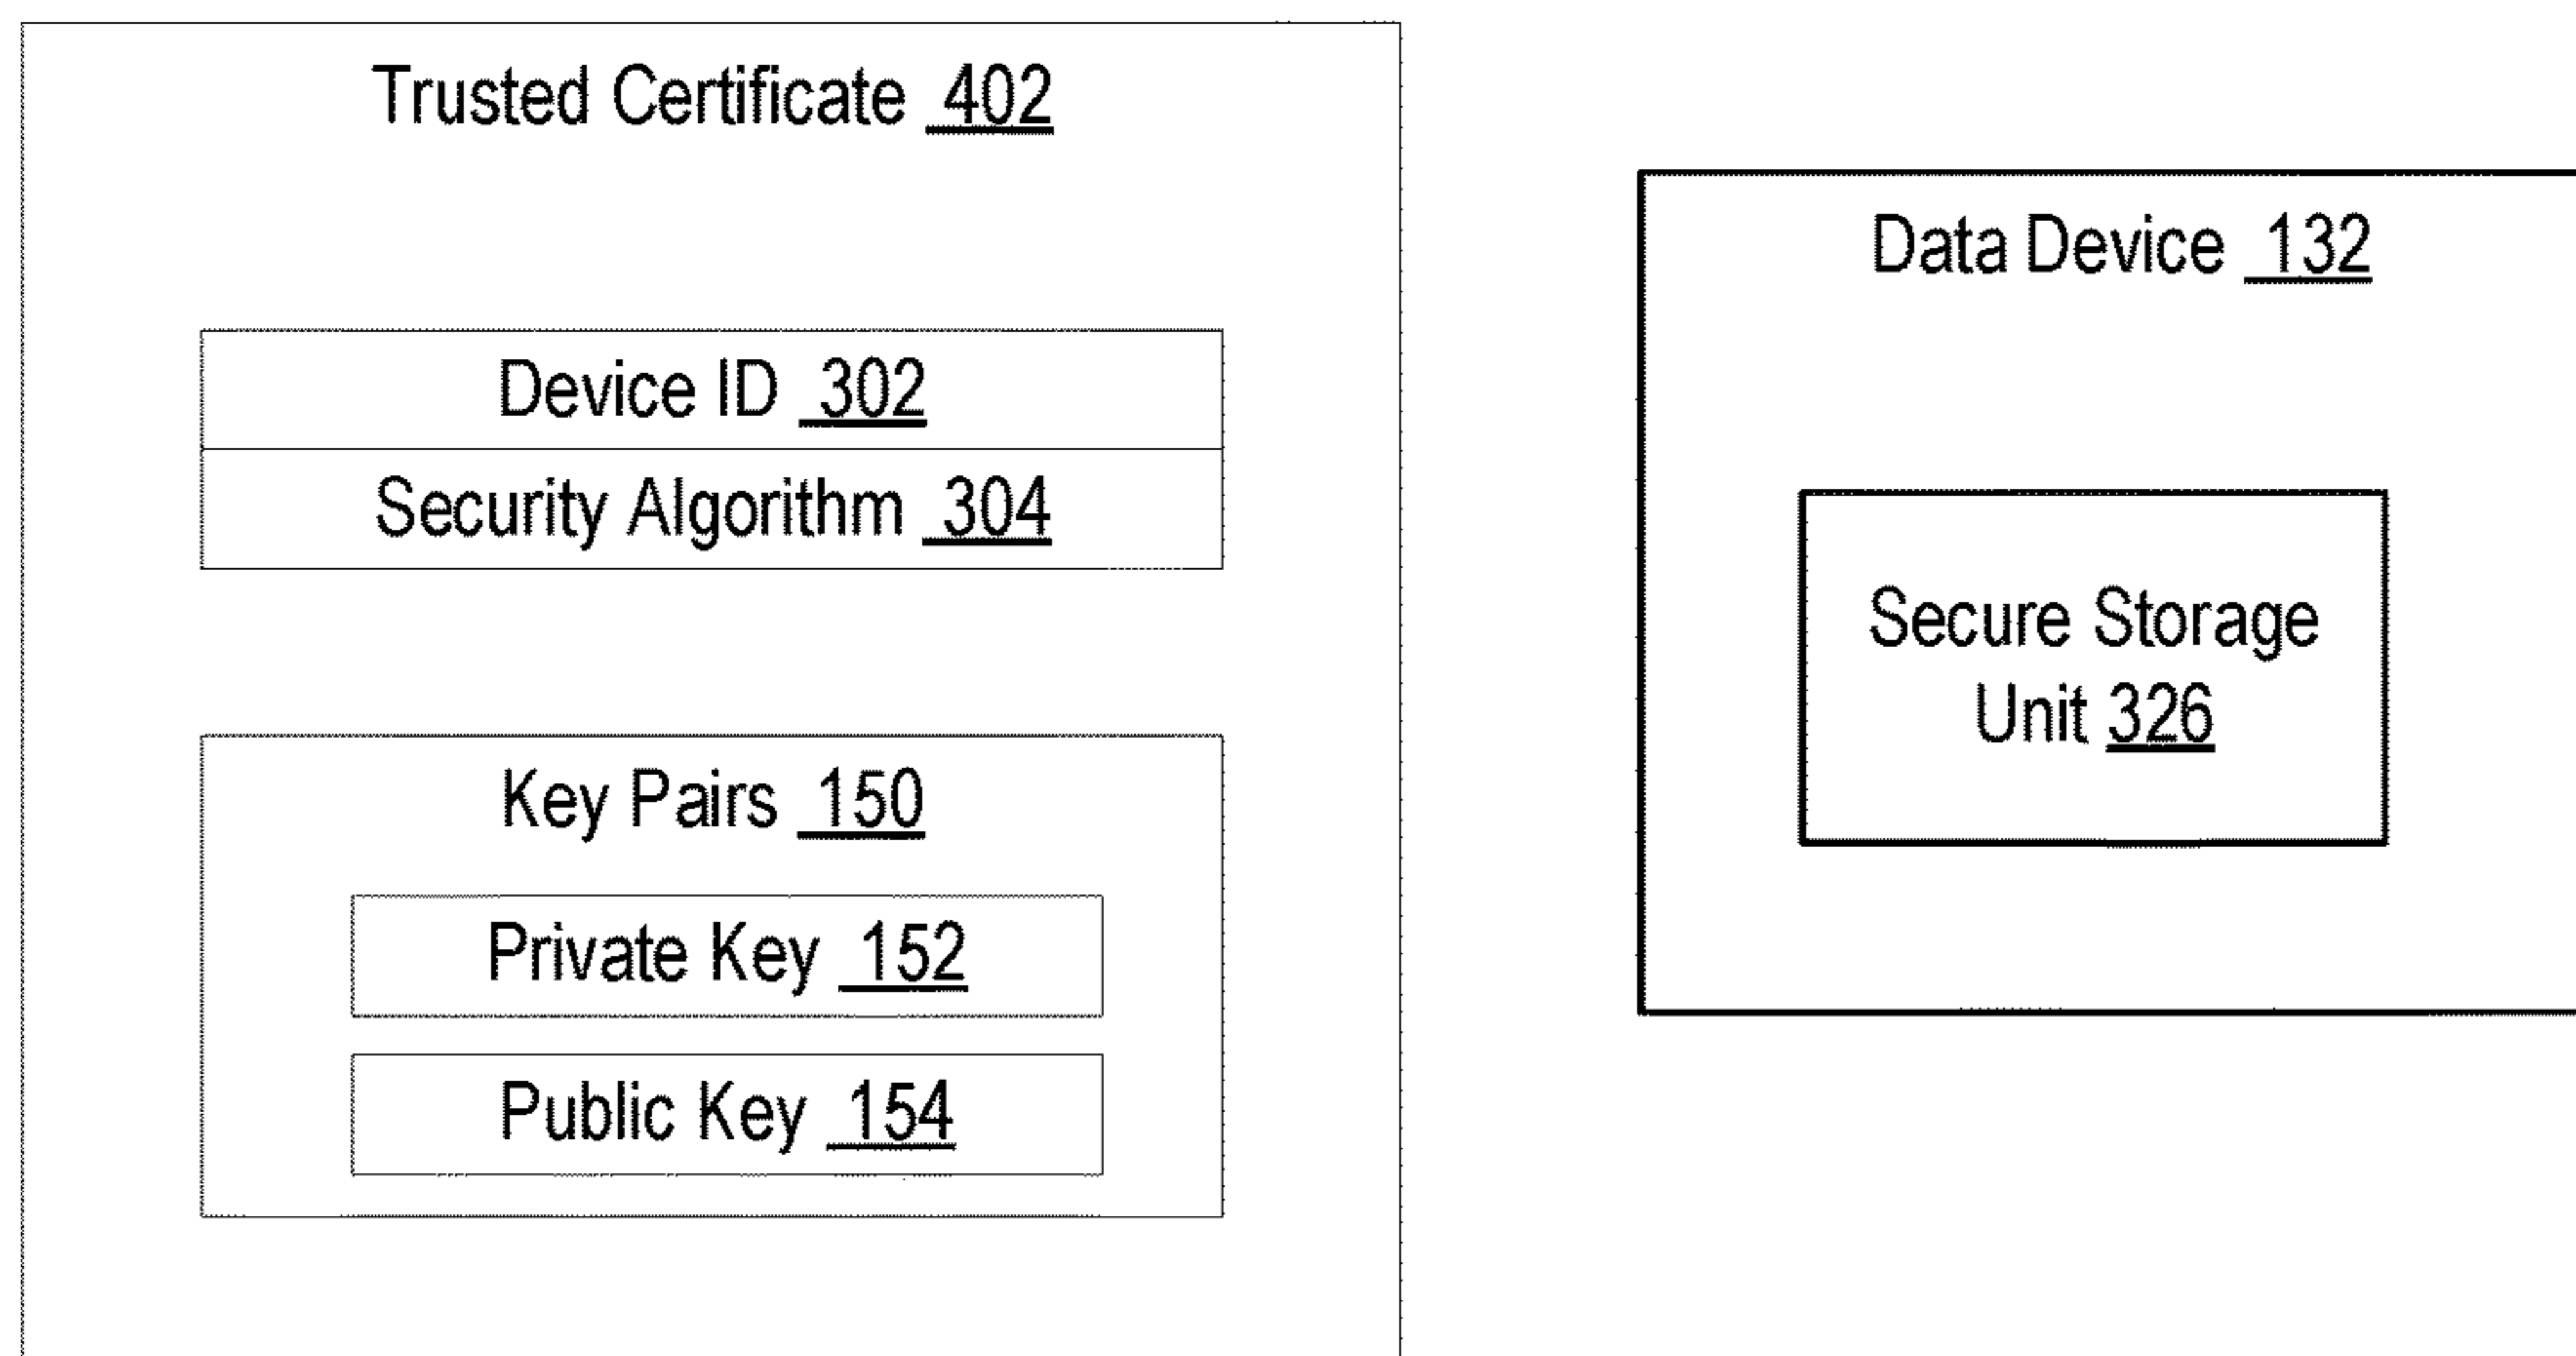 Trusted Certificate 402
Device ID 302
Security Algorithm 304
Key Pairs 150
Private Key 152
Public Key 154
Data Device 132
Secure Storage
Unit 326